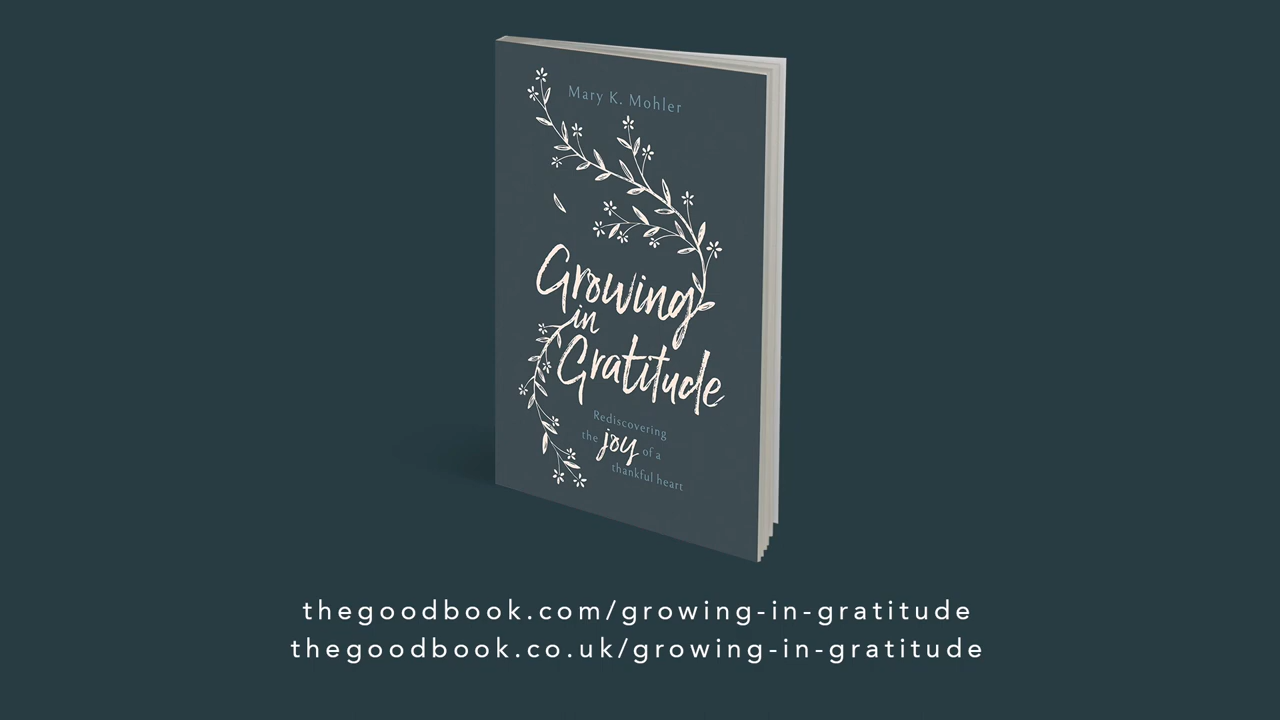 Mary K. Mohler
Growing
in
Gratitude
Rediscovering
the joy of a
thankful heart
thegoodbook.com/growing-in-gratitude
thegoodbook.co.uk/growing-in-gratitude